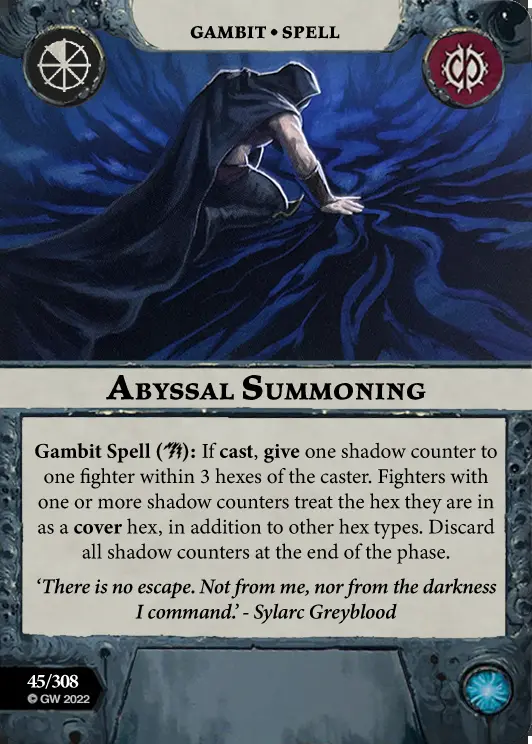 GAMBIT • SPELL
ABYSSAL SUMMONING
Gambit Spell ( ): If cast, give one shadow counter to
one fighter within 3 hexes of the caster. Fighters with
one or more shadow counters treat the hex they are in
as a cover hex, in addition to other hex types. Discard
all shadow counters at the end of the phase.
‘There is no escape. Not from me, nor from the darkness
I command.’ - Sylarc Greyblood
45/308
© GW 2022